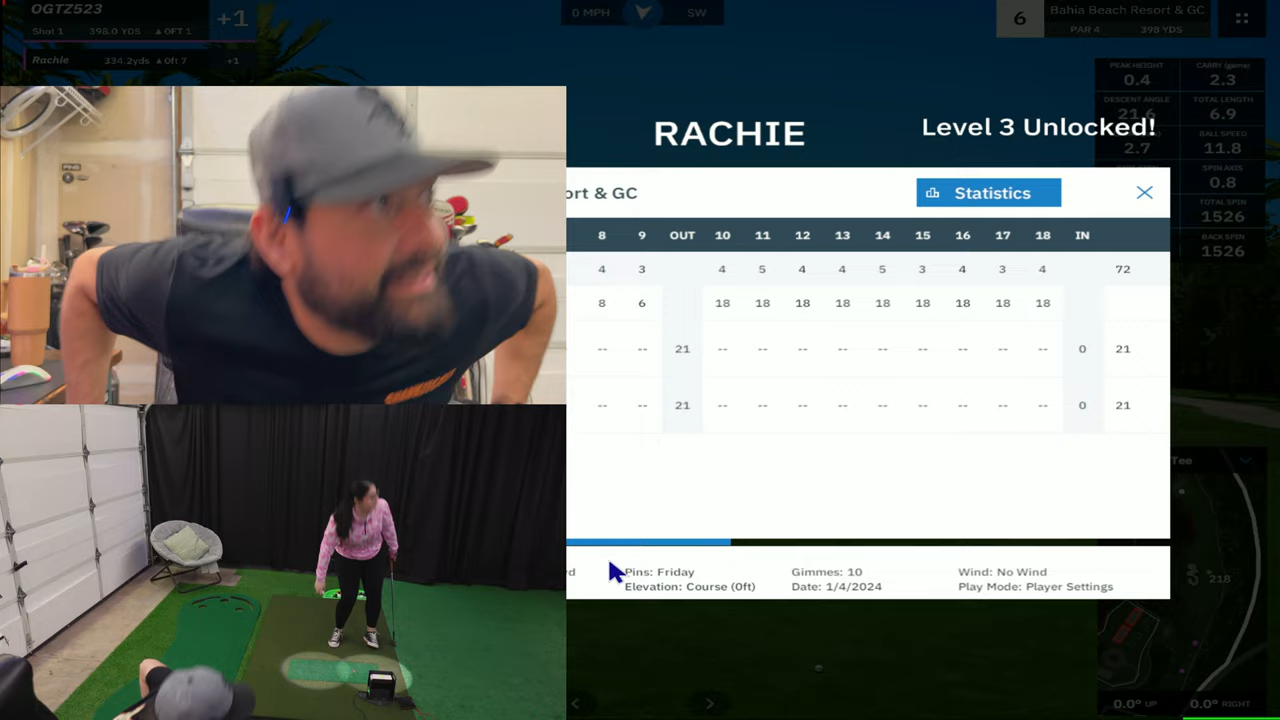 OGTZ523
+1
Shot 1 398.0 YDS ▲0FT 1
Rachie 334.2yds ▲0ft 7 +1
0 MPH SW
6
Bahia Beach Resort & GC
PAR 4 398 YDS
PEAK HEIGHT CARRY (game)
0.4 2.3
DESCENT ANGLE TOTAL LENGTH
21.6 6.9
BALL SPEED
2.7 11.8
SPIN AXIS
0.8
TOTAL SPIN
1526
BACK SPIN
1251
RACHIE
Level 3 Unlocked!
ort & GC
Statistics
8 9 OUT 10 11 12 13 14 15 16 17 18 IN
4 3 4 5 4 4 5 3 4 3 4 72
8 6 18 18 18 18 18 18 18 18 18
-- -- 21 -- -- -- -- -- -- -- -- -- 0 21
-- -- 21 -- -- -- -- -- -- -- -- -- 0 21
Pins: Friday Gimmes: 10 Wind: No Wind
Elevation: Course (0ft) Date: 1/4/2024 Play Mode: Player Settings
Tee
218
0.0° UP 0.0° RIGHT